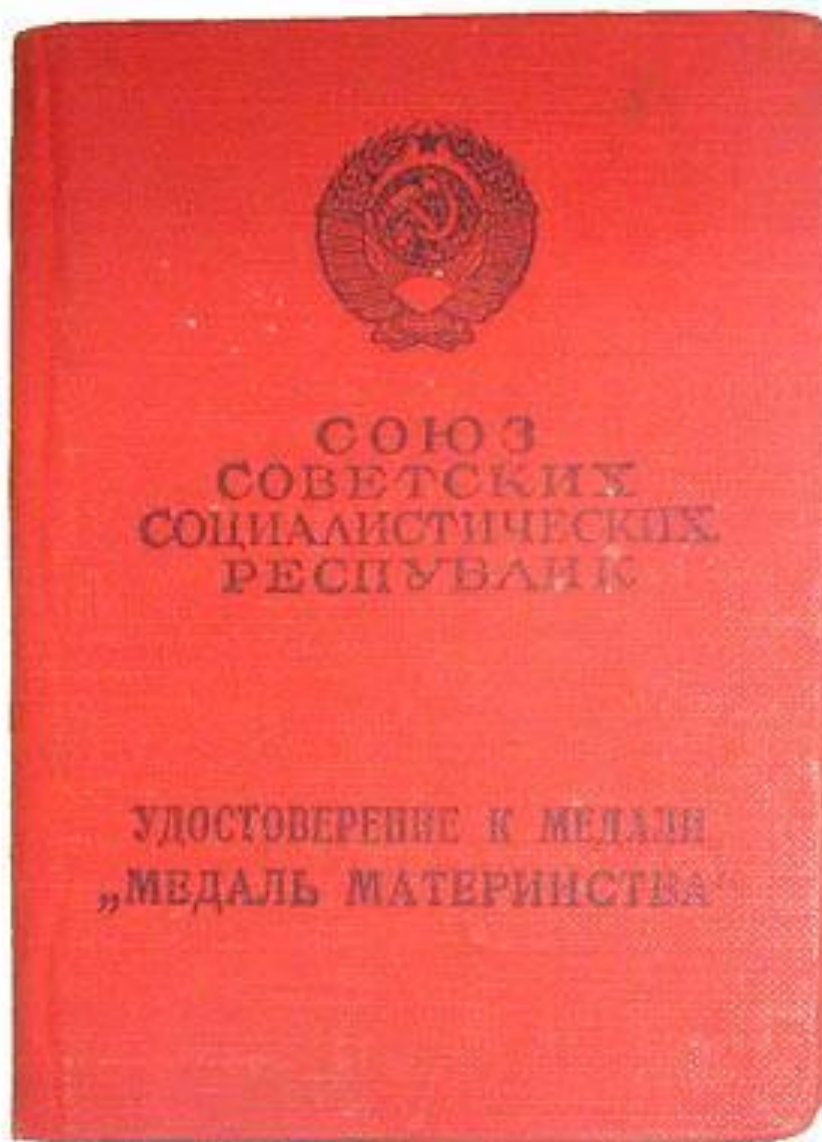 СОЮЗ
СОВЕТСКИХ
СОЦИАЛИСТИЧЕСКИХ
РЕСПУБЛИК
УДОСТОВЕРЕНИЕ К МЕДАЛИ
„МЕДАЛЬ МАТЕРИНСТВА“